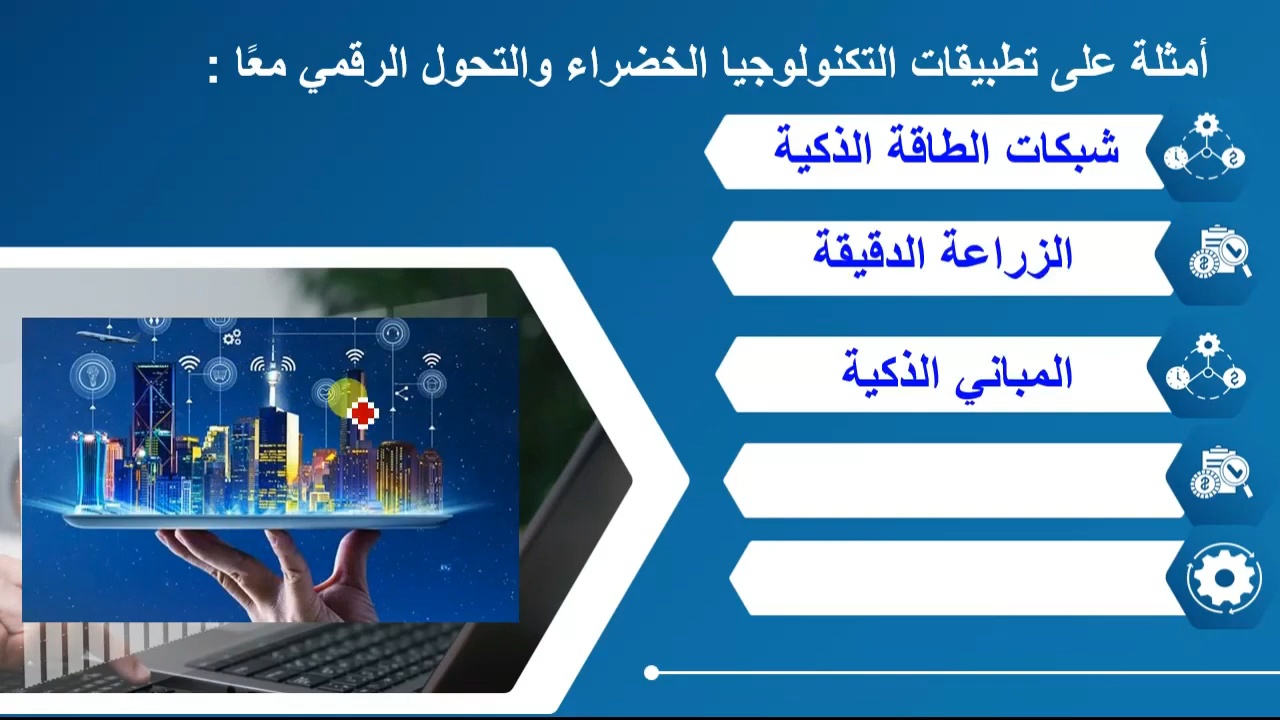 أمثلة على تطبيقات التكنولوجيا الخضراء والتحول الرقمي معًا :
شبكات الطاقة الذكية
الزراعة الدقيقة
المباني الذكية